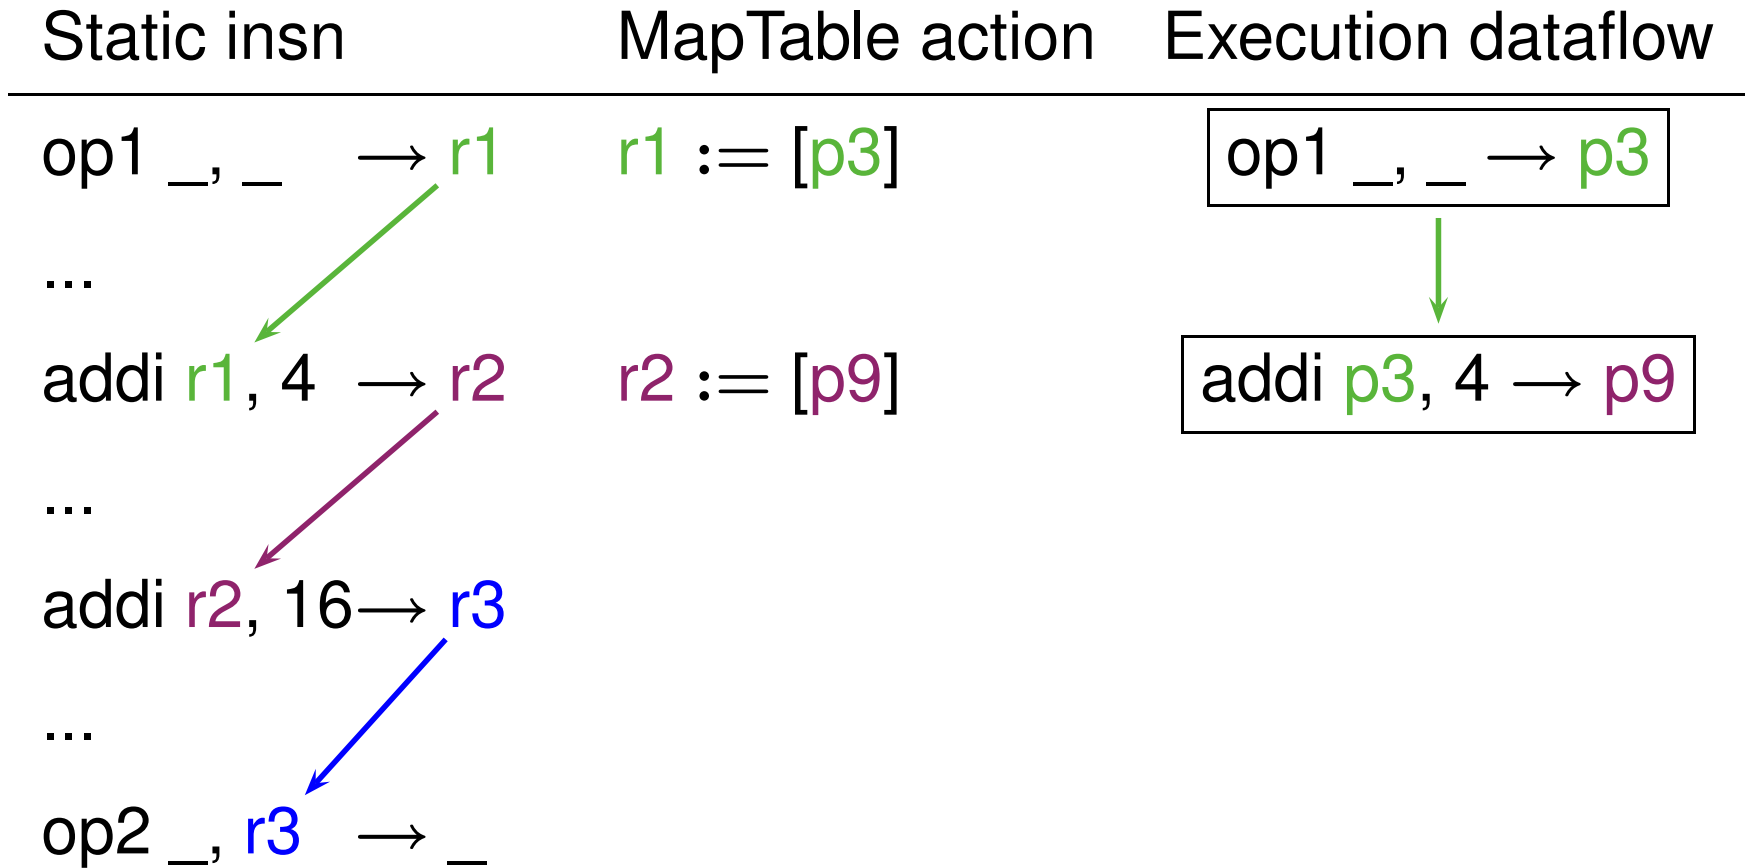 Static insn MapTable action Execution dataflow
op1 _, _ → r1 r1 := [p3] op1 _, _ → p3
...
addi r1, 4 → r2 r2 := [p9] addi p3, 4 → p9
...
addi r2, 16 → r3
...
op2 _, r3 → _